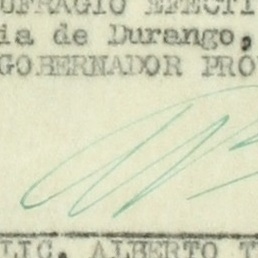 UFRAGIO EFECTI
ia de Durango,
GOBERNADOR PRO
LIC. ALBERTO T